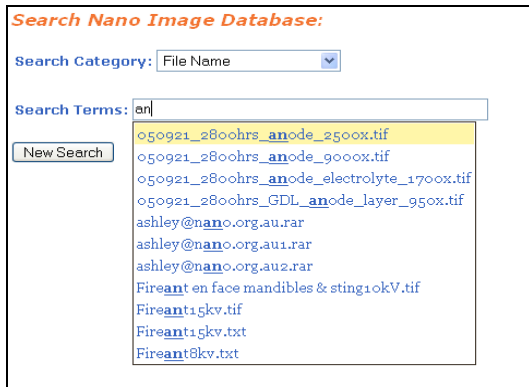 Search Nano Image Database:
Search Category: File Name
Search Terms: an
New Search
050921_2800hrs_anode_2500x.tif
050921_2800hrs_anode_9000x.tif
050921_2800hrs_anode_electrolyte_1700x.tif
050921_2800hrs_GDL_anode_layer_950x.tif
ashley@nano.org.au.rar
ashley@nano.org.au1.rar
ashley@nano.org.au2.rar
Fireant en face mandibles & sting10kV.tif
Fireant15kv.tif
Fireant15kv.txt
Fireant8kv.txt